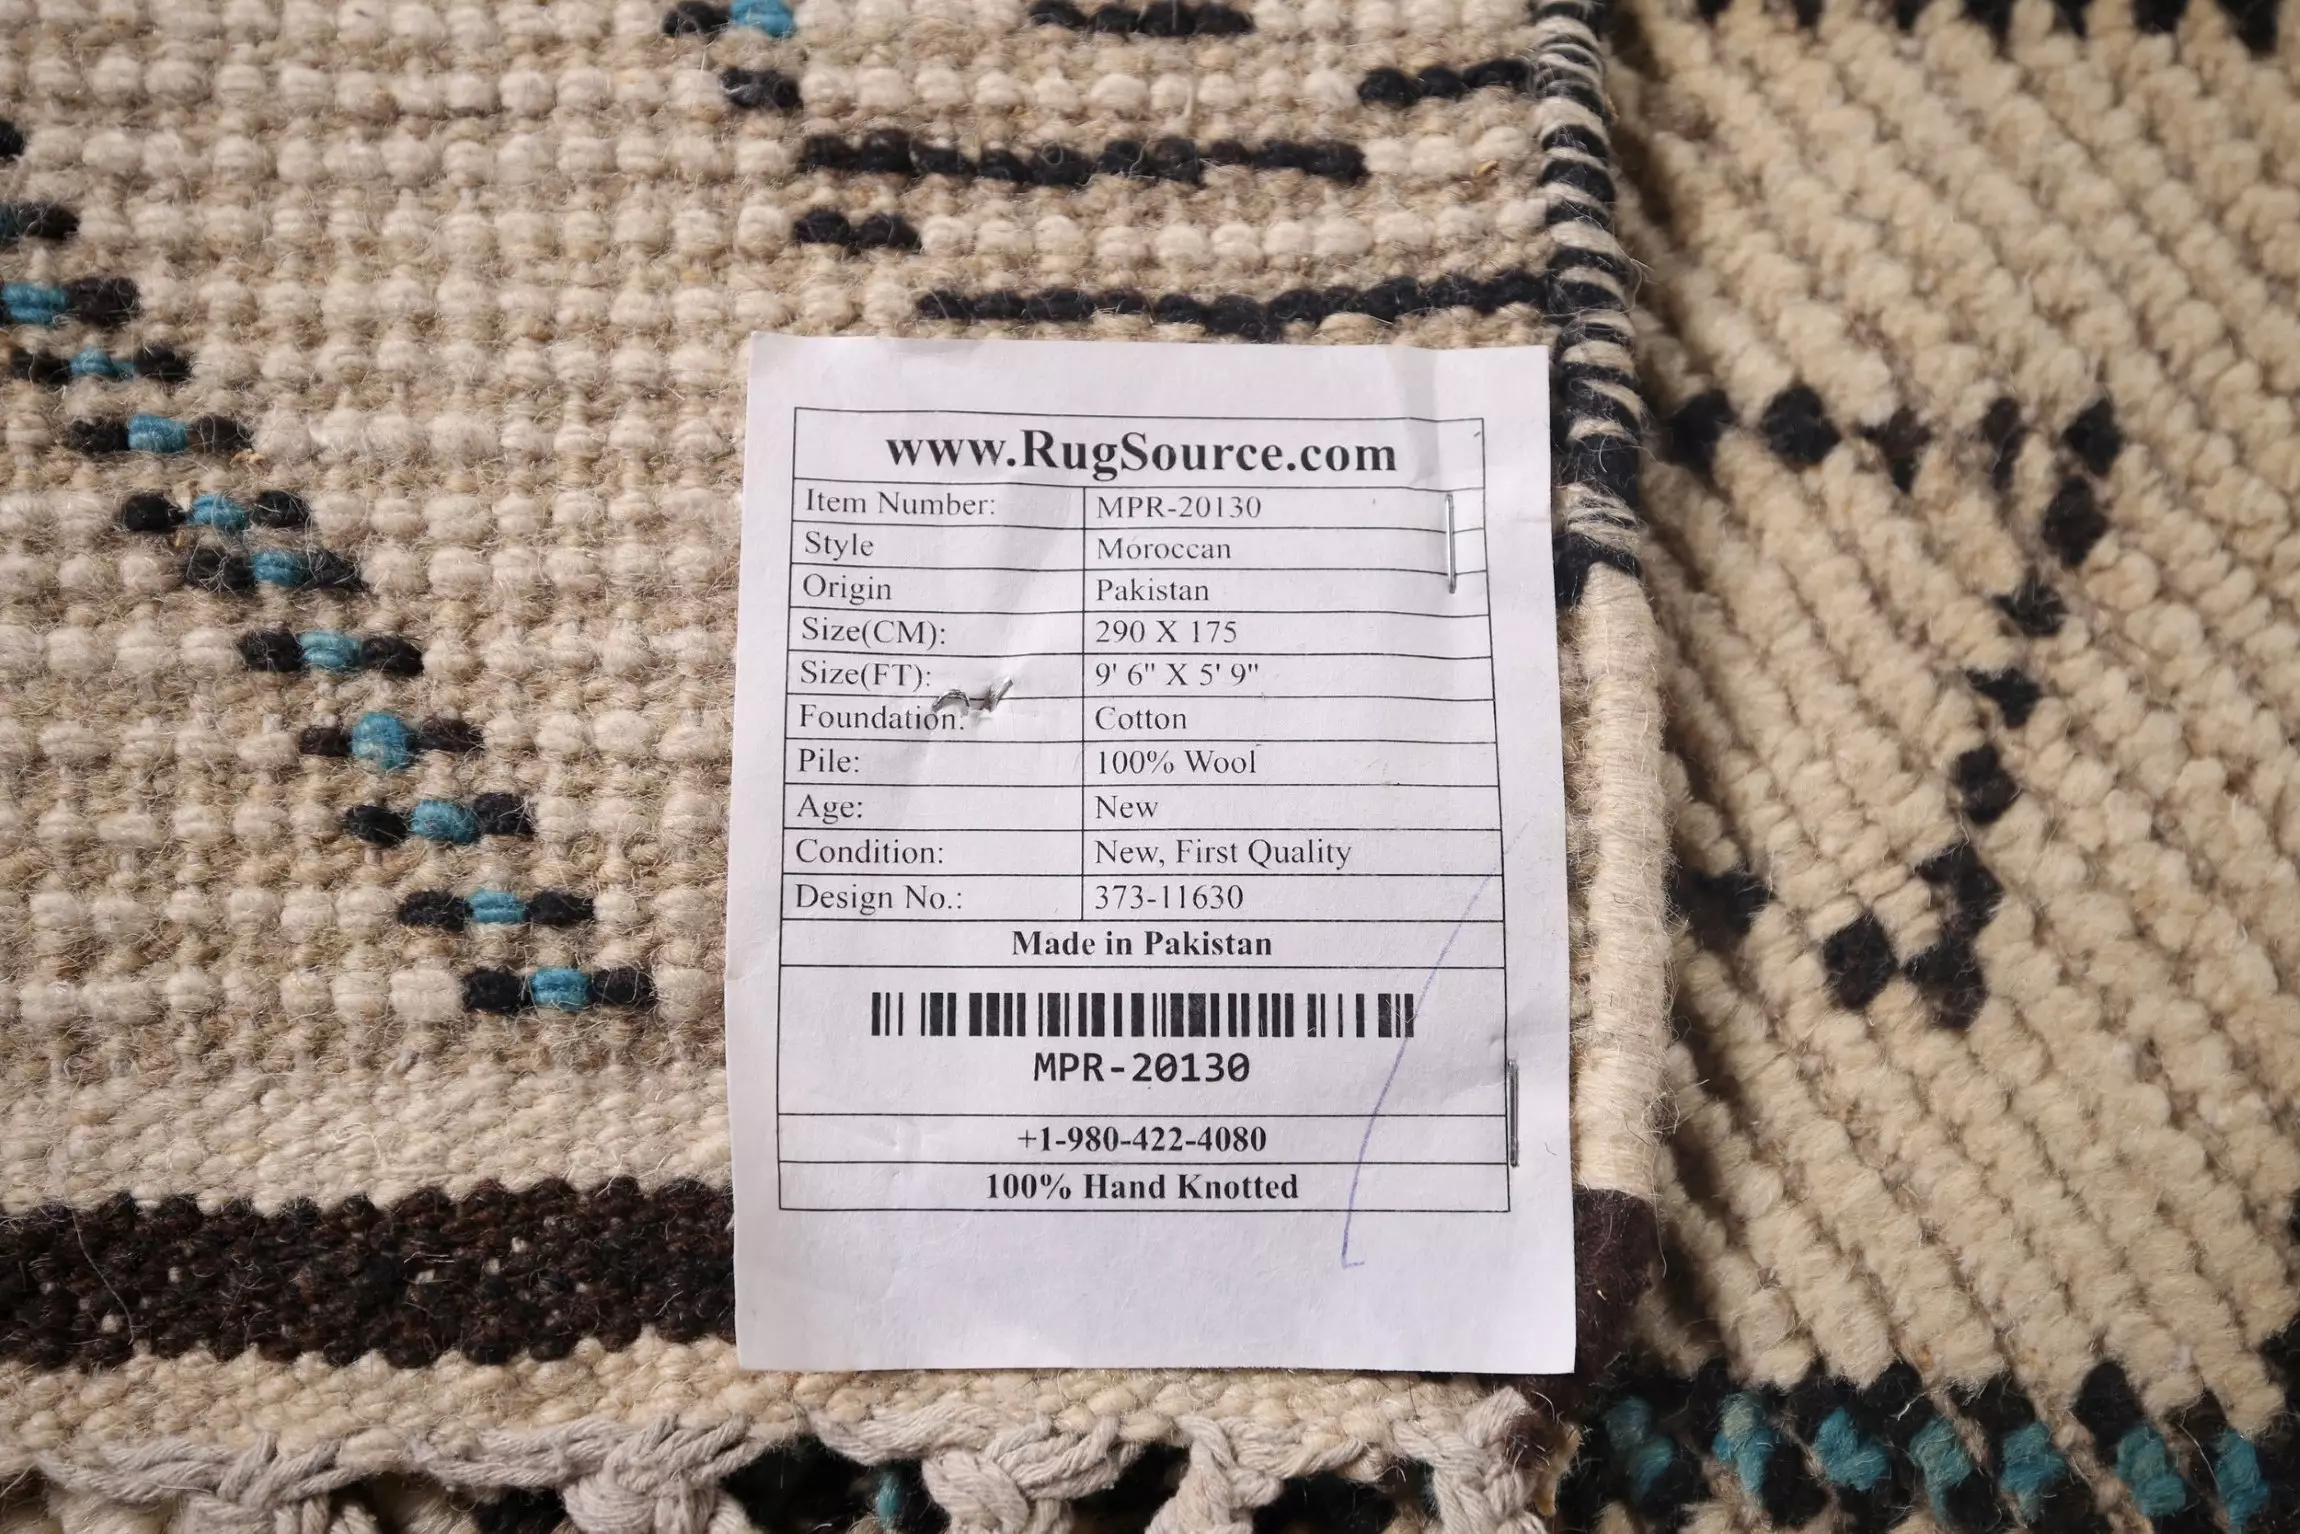 www.RugSource.com
Item Number: MPR-20130
Style Moroccan
Origin Pakistan
Size(CM): 290 X 175
Size(FT): 9' 6" X 5' 9"
Foundation: Cotton
Pile: 100% Wool
Age: New
Condition: New, First Quality
Design No.: 373-11630
Made in Pakistan
MPR-20130
+1-980-422-4080
100% Hand Knotted